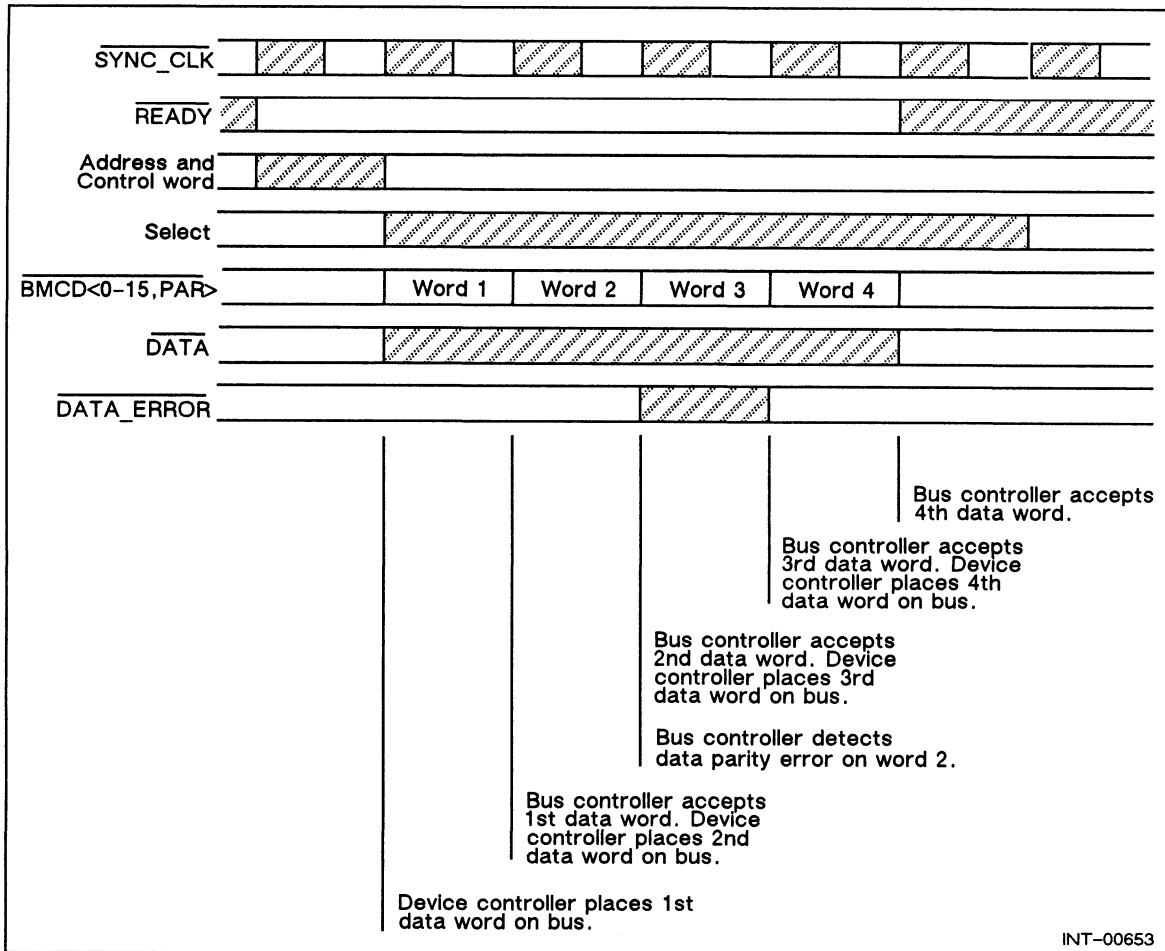 SYNC_CLK
READY
Address and
Control word
Select
BMCD<0-15,PAR>
Word 1
Word 2
Word 3
Word 4
DATA
DATA_ERROR
Bus controller accepts
4th data word.
Bus controller accepts
3rd data word. Device
controller places 4th
data word on bus.
Bus controller accepts
2nd data word. Device
controller places 3rd
data word on bus.
Bus controller detects
data parity error on word 2.
Bus controller accepts
1st data word. Device
controller places 2nd
data word on bus.
Device controller places 1st
data word on bus.
INT-00653